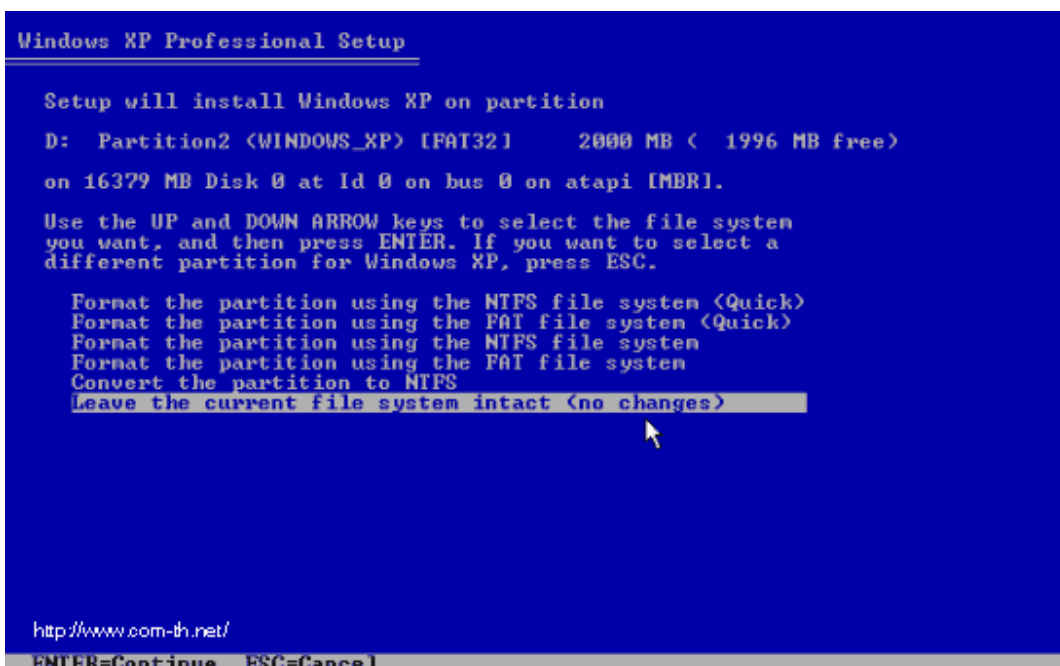 Windows XP Professional Setup
Setup will install Windows XP on partition
D: Partition2 (WINDOWS_XP) [FAT32] 2000 MB ( 1996 MB free)
on 16379 MB Disk 0 at Id 0 on bus 0 on atapi [MBR].
Use the UP and DOWN ARROW keys to select the file system
you want, and then press ENTER. If you want to select a
different partition for Windows XP, press ESC.
Format the partition using the NTFS file system (Quick)
Format the partition using the FAT file system (Quick)
Format the partition using the NTFS file system
Format the partition using the FAT file system
Convert the partition to NTFS
Leave the current file system intact (no changes)
http://www.com-th.net/
ENTER=Continue ESC=Cancel